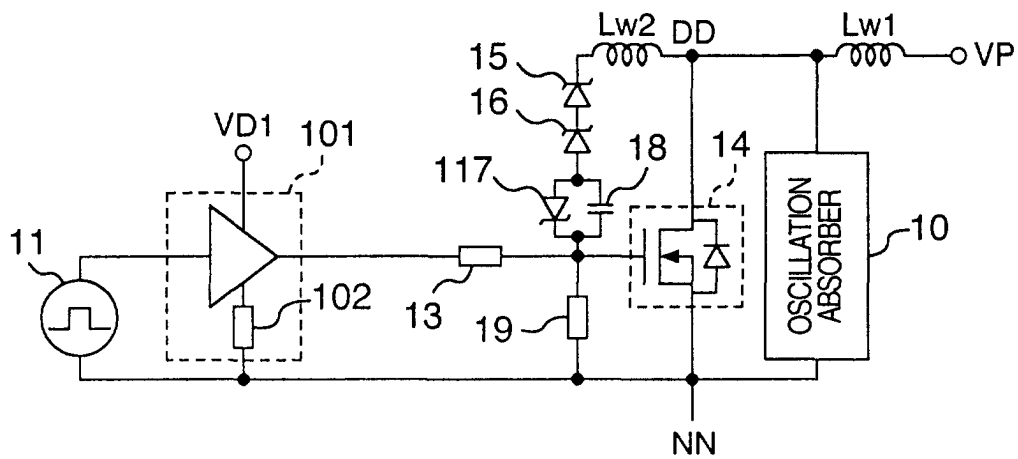 Lw2
DD
Lw1
VP
15
16
VD1
101
117
18
14
11
102
13
19
OSCILLATION
ABSORBER
10
NN